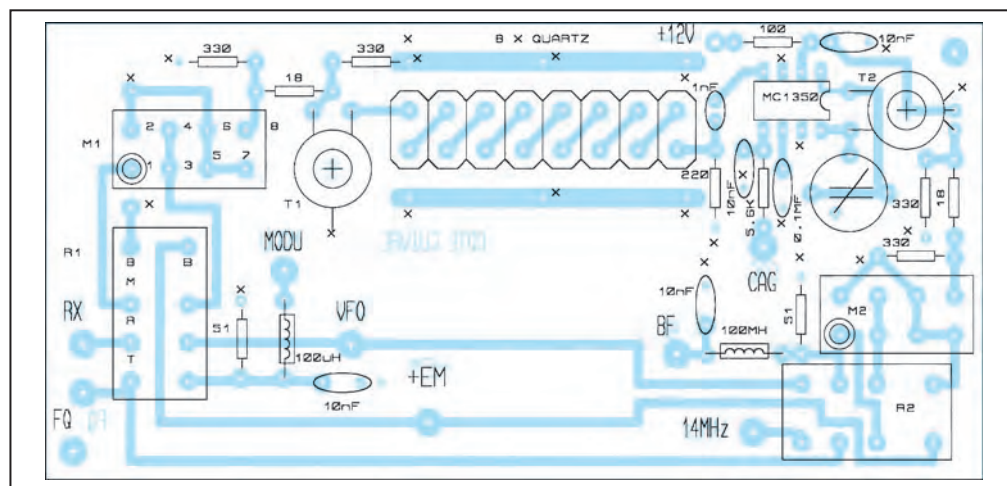 330
330
8 X QUARTZ
+12V
100
10nF
18
1nF
MC1350
T2
M1
2 4 6 8
1 3 5 7
T1
220
10nF
5.6K
0.1MF
330
18
330
R1
B B
M
R
T
MODU
CAG
10nF
RX
51
100uH
VFO
BF
100MH
51
M2
+EM
10nF
FQ
14MHz
R2